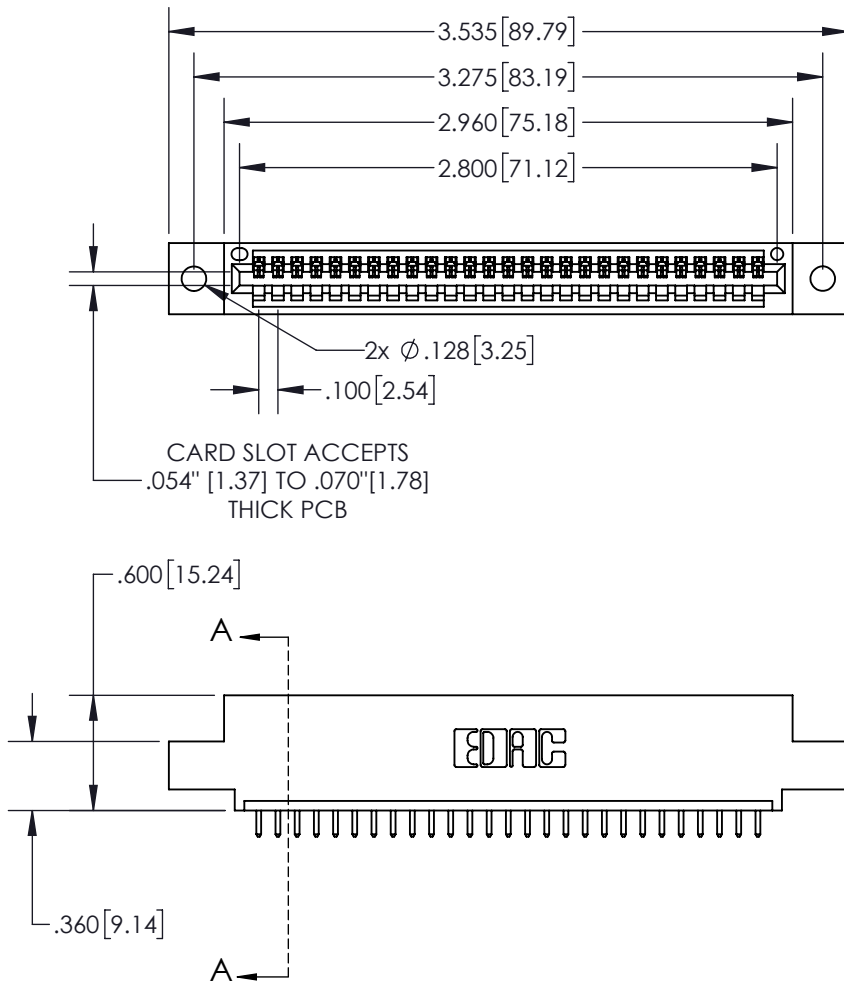 3.535[89.79]
3.275[83.19]
2.960[75.18]
2.800[71.12]
2x Ø.128[3.25]
.100[2.54]
CARD SLOT ACCEPTS
.054" [1.37] TO .070"[1.78]
THICK PCB
.600[15.24]
A
EDAC
.360[9.14]
A